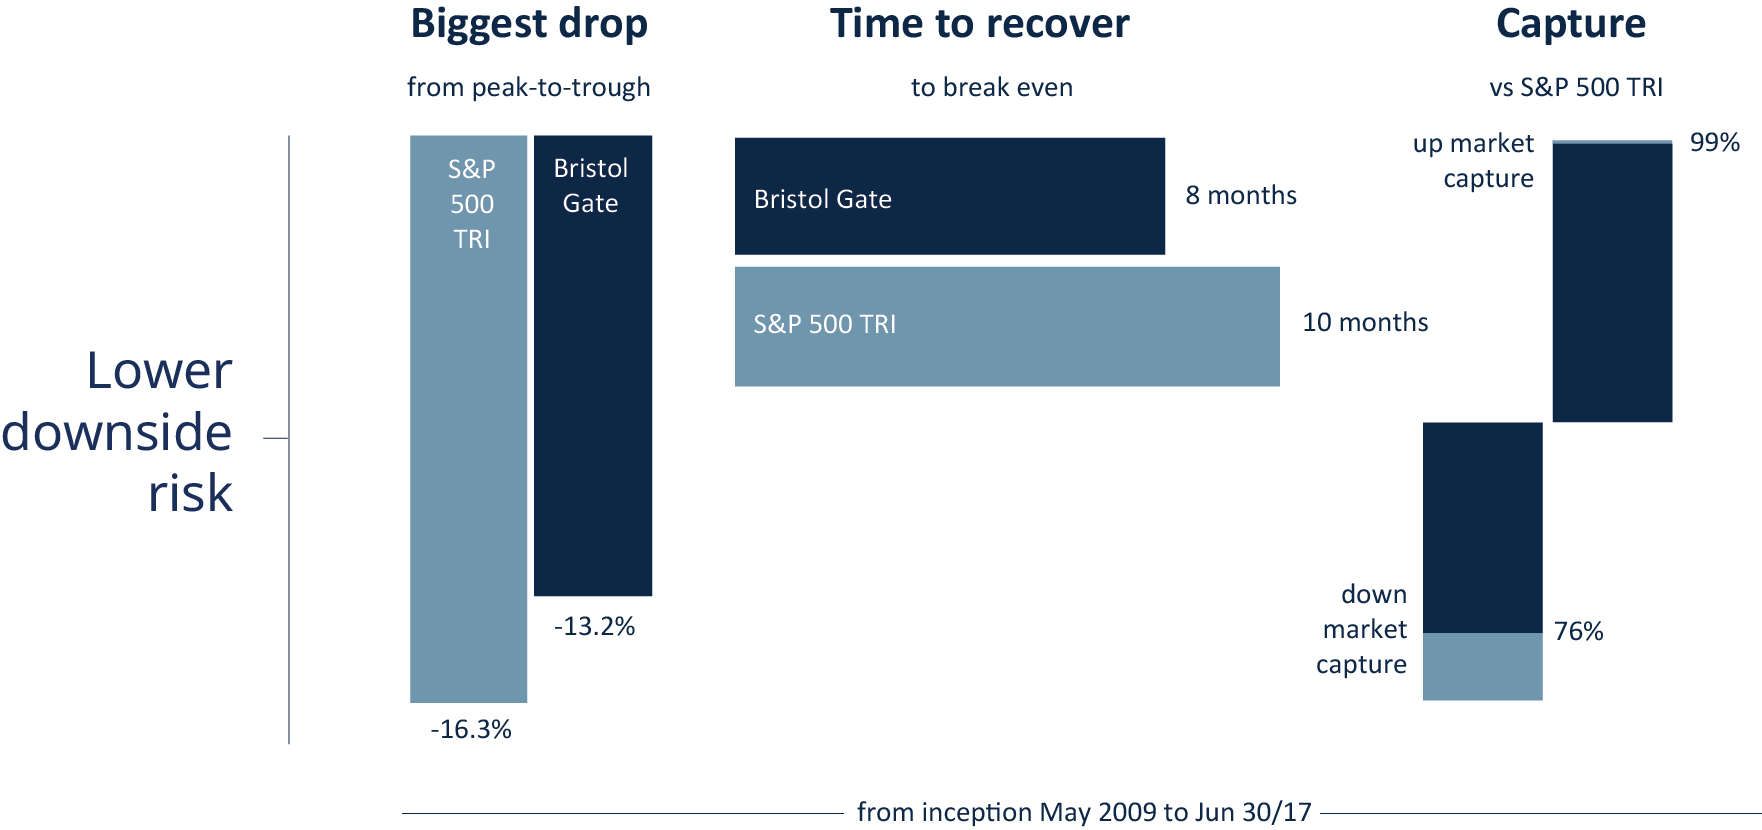 Biggest drop
from peak-to-trough
S&P
500
TRI
Bristol
Gate
-13.2%
-16.3%
Time to recover
to break even
Bristol Gate
8 months
S&P 500 TRI
10 months
Capture
vs S&P 500 TRI
up market
capture
99%
down
market
capture
76%
Lower
downside
risk
from inception May 2009 to Jun 30/17